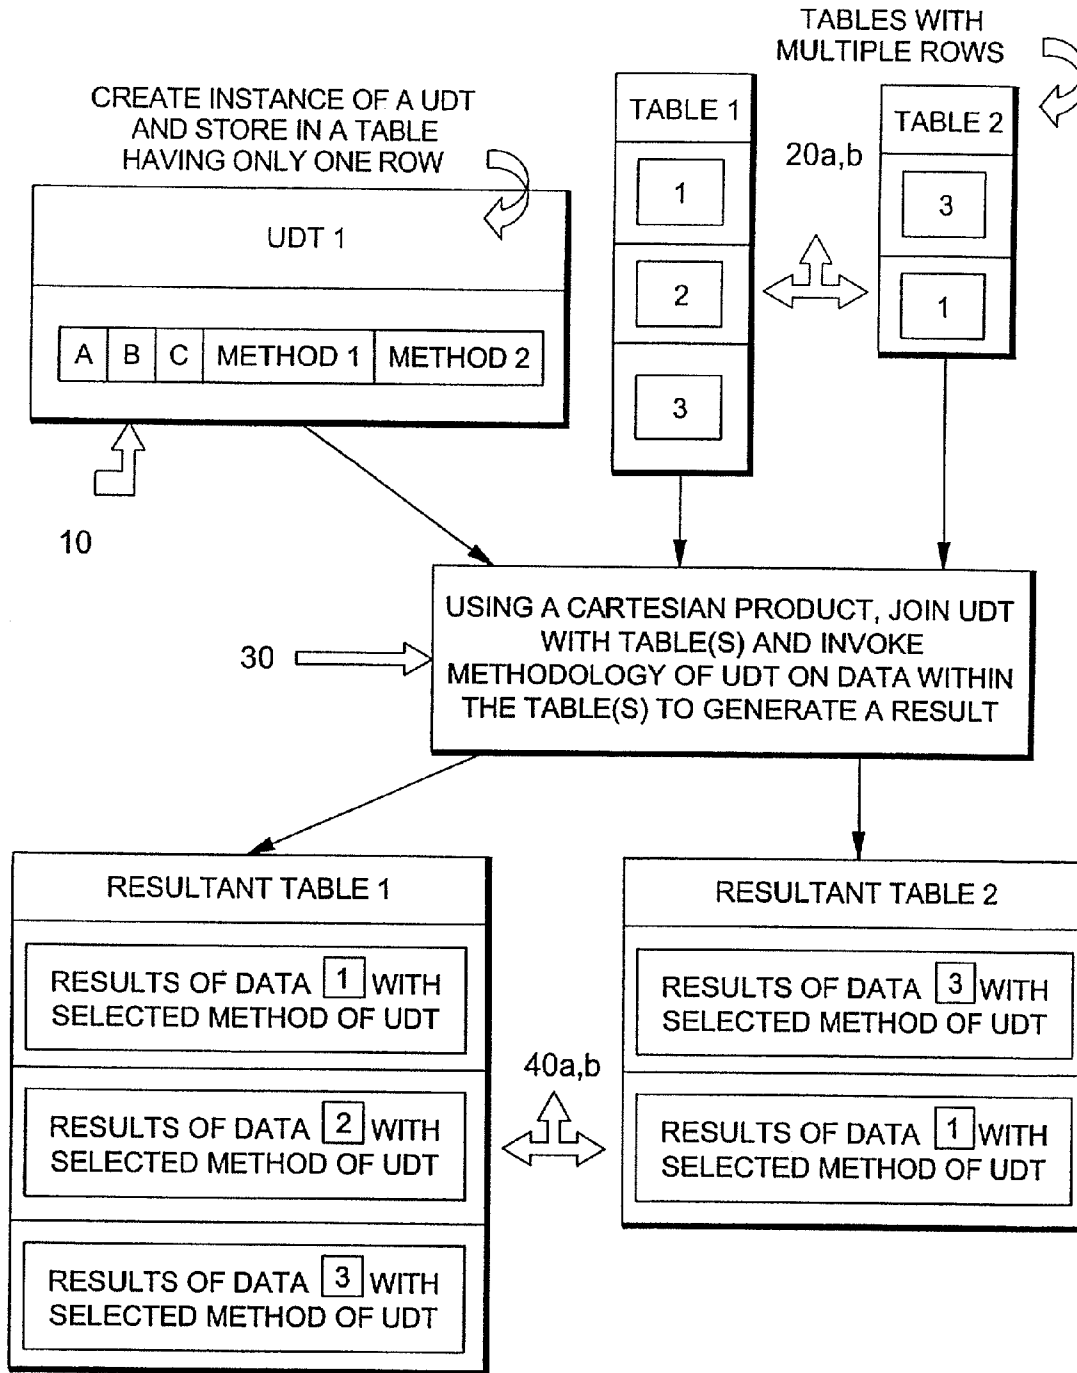 TABLES WITH
MULTIPLE ROWS
CREATE INSTANCE OF A UDT
AND STORE IN A TABLE
HAVING ONLY ONE ROW
UDT 1
A B C METHOD 1 METHOD 2
10
TABLE 1
1
2
3
20a,b
TABLE 2
3
1
30
USING A CARTESIAN PRODUCT, JOIN UDT
WITH TABLE(S) AND INVOKE
METHODOLOGY OF UDT ON DATA WITHIN
THE TABLE(S) TO GENERATE A RESULT
RESULTANT TABLE 1
RESULTS OF DATA 1 WITH
SELECTED METHOD OF UDT
RESULTS OF DATA 2 WITH
SELECTED METHOD OF UDT
RESULTS OF DATA 3 WITH
SELECTED METHOD OF UDT
40a,b
RESULTANT TABLE 2
RESULTS OF DATA 3 WITH
SELECTED METHOD OF UDT
RESULTS OF DATA 1 WITH
SELECTED METHOD OF UDT